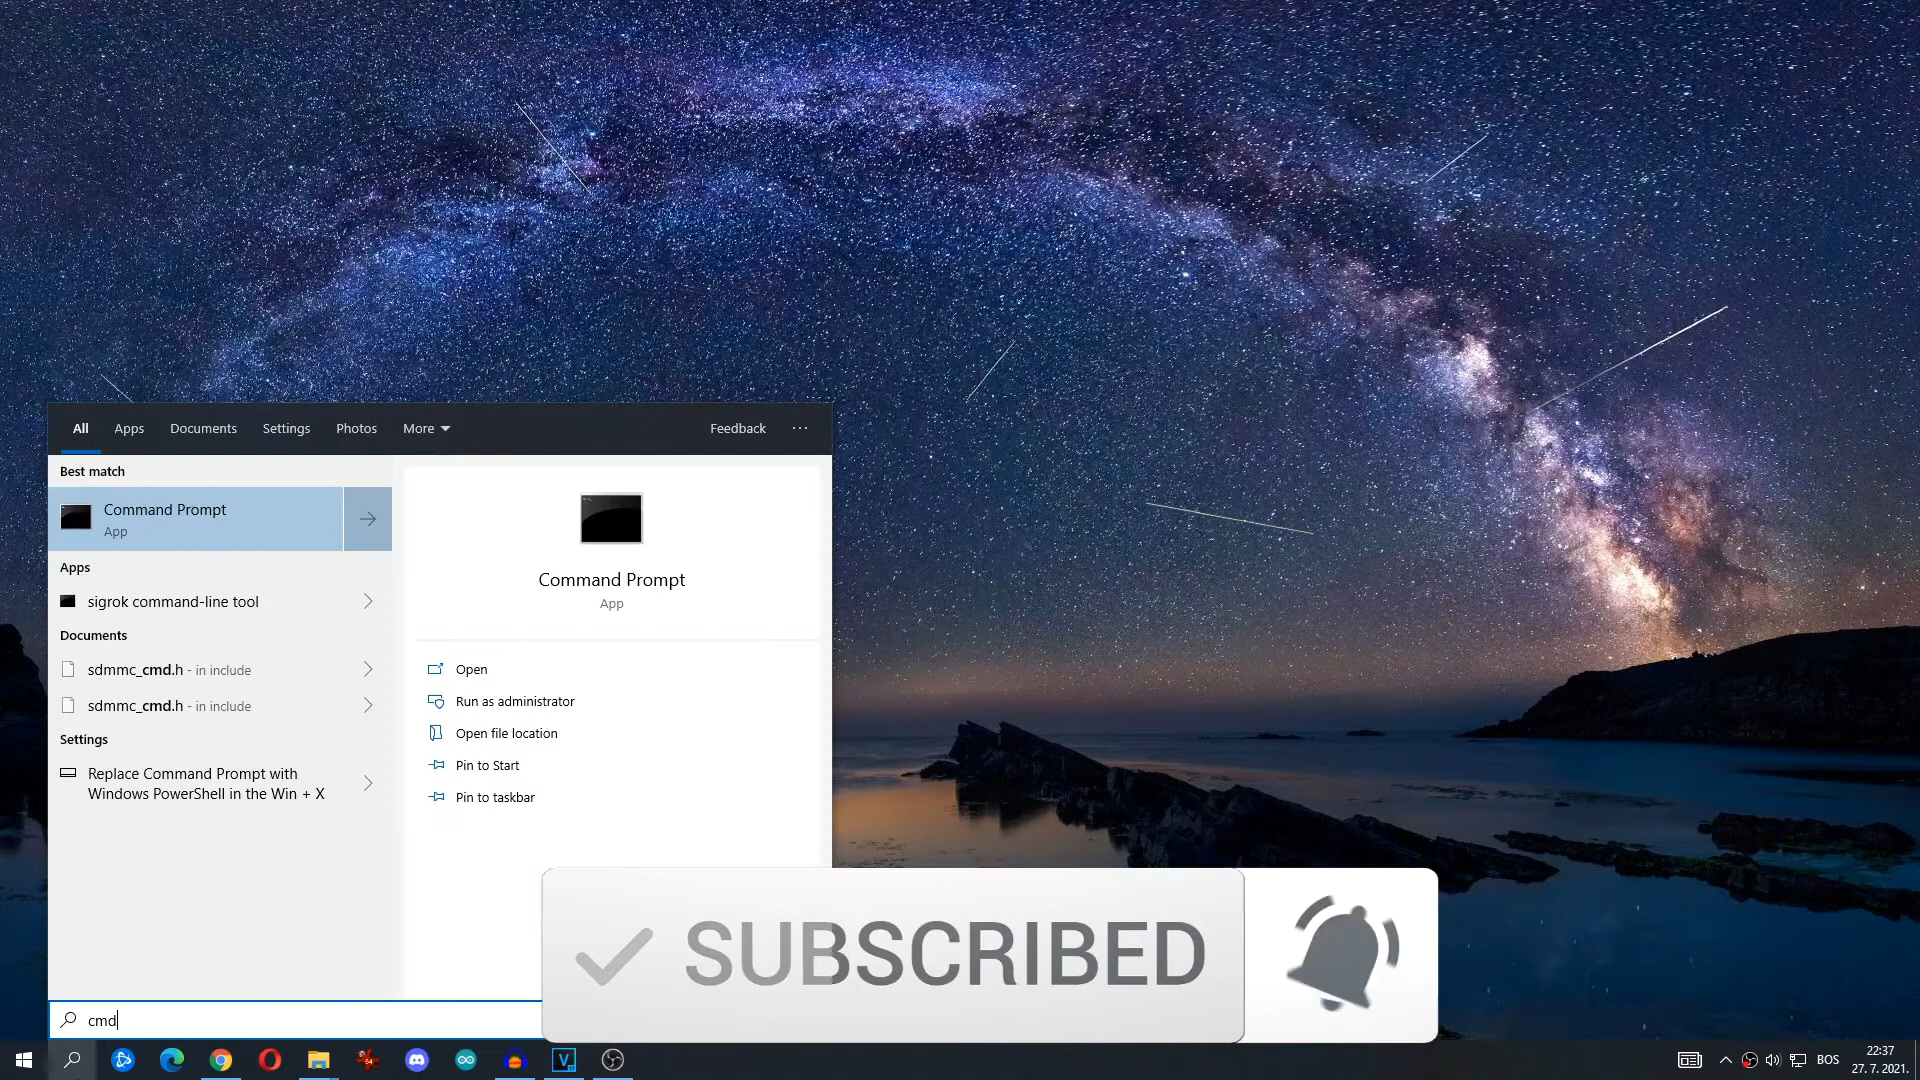 All Apps Documents Settings Photos More Feedback ...
Best match
Command Prompt
App
Apps
sigrok command-line tool
Documents
sdmmc_cmd.h - in include
sdmmc_cmd.h - in include
Settings
Replace Command Prompt with
Windows PowerShell in the Win + X
Command Prompt
App
Open
Run as administrator
Open file location
Pin to Start
Pin to taskbar
SUBSCRIBED
cmd
64
V
BOS
22:37
27. 7. 2021.